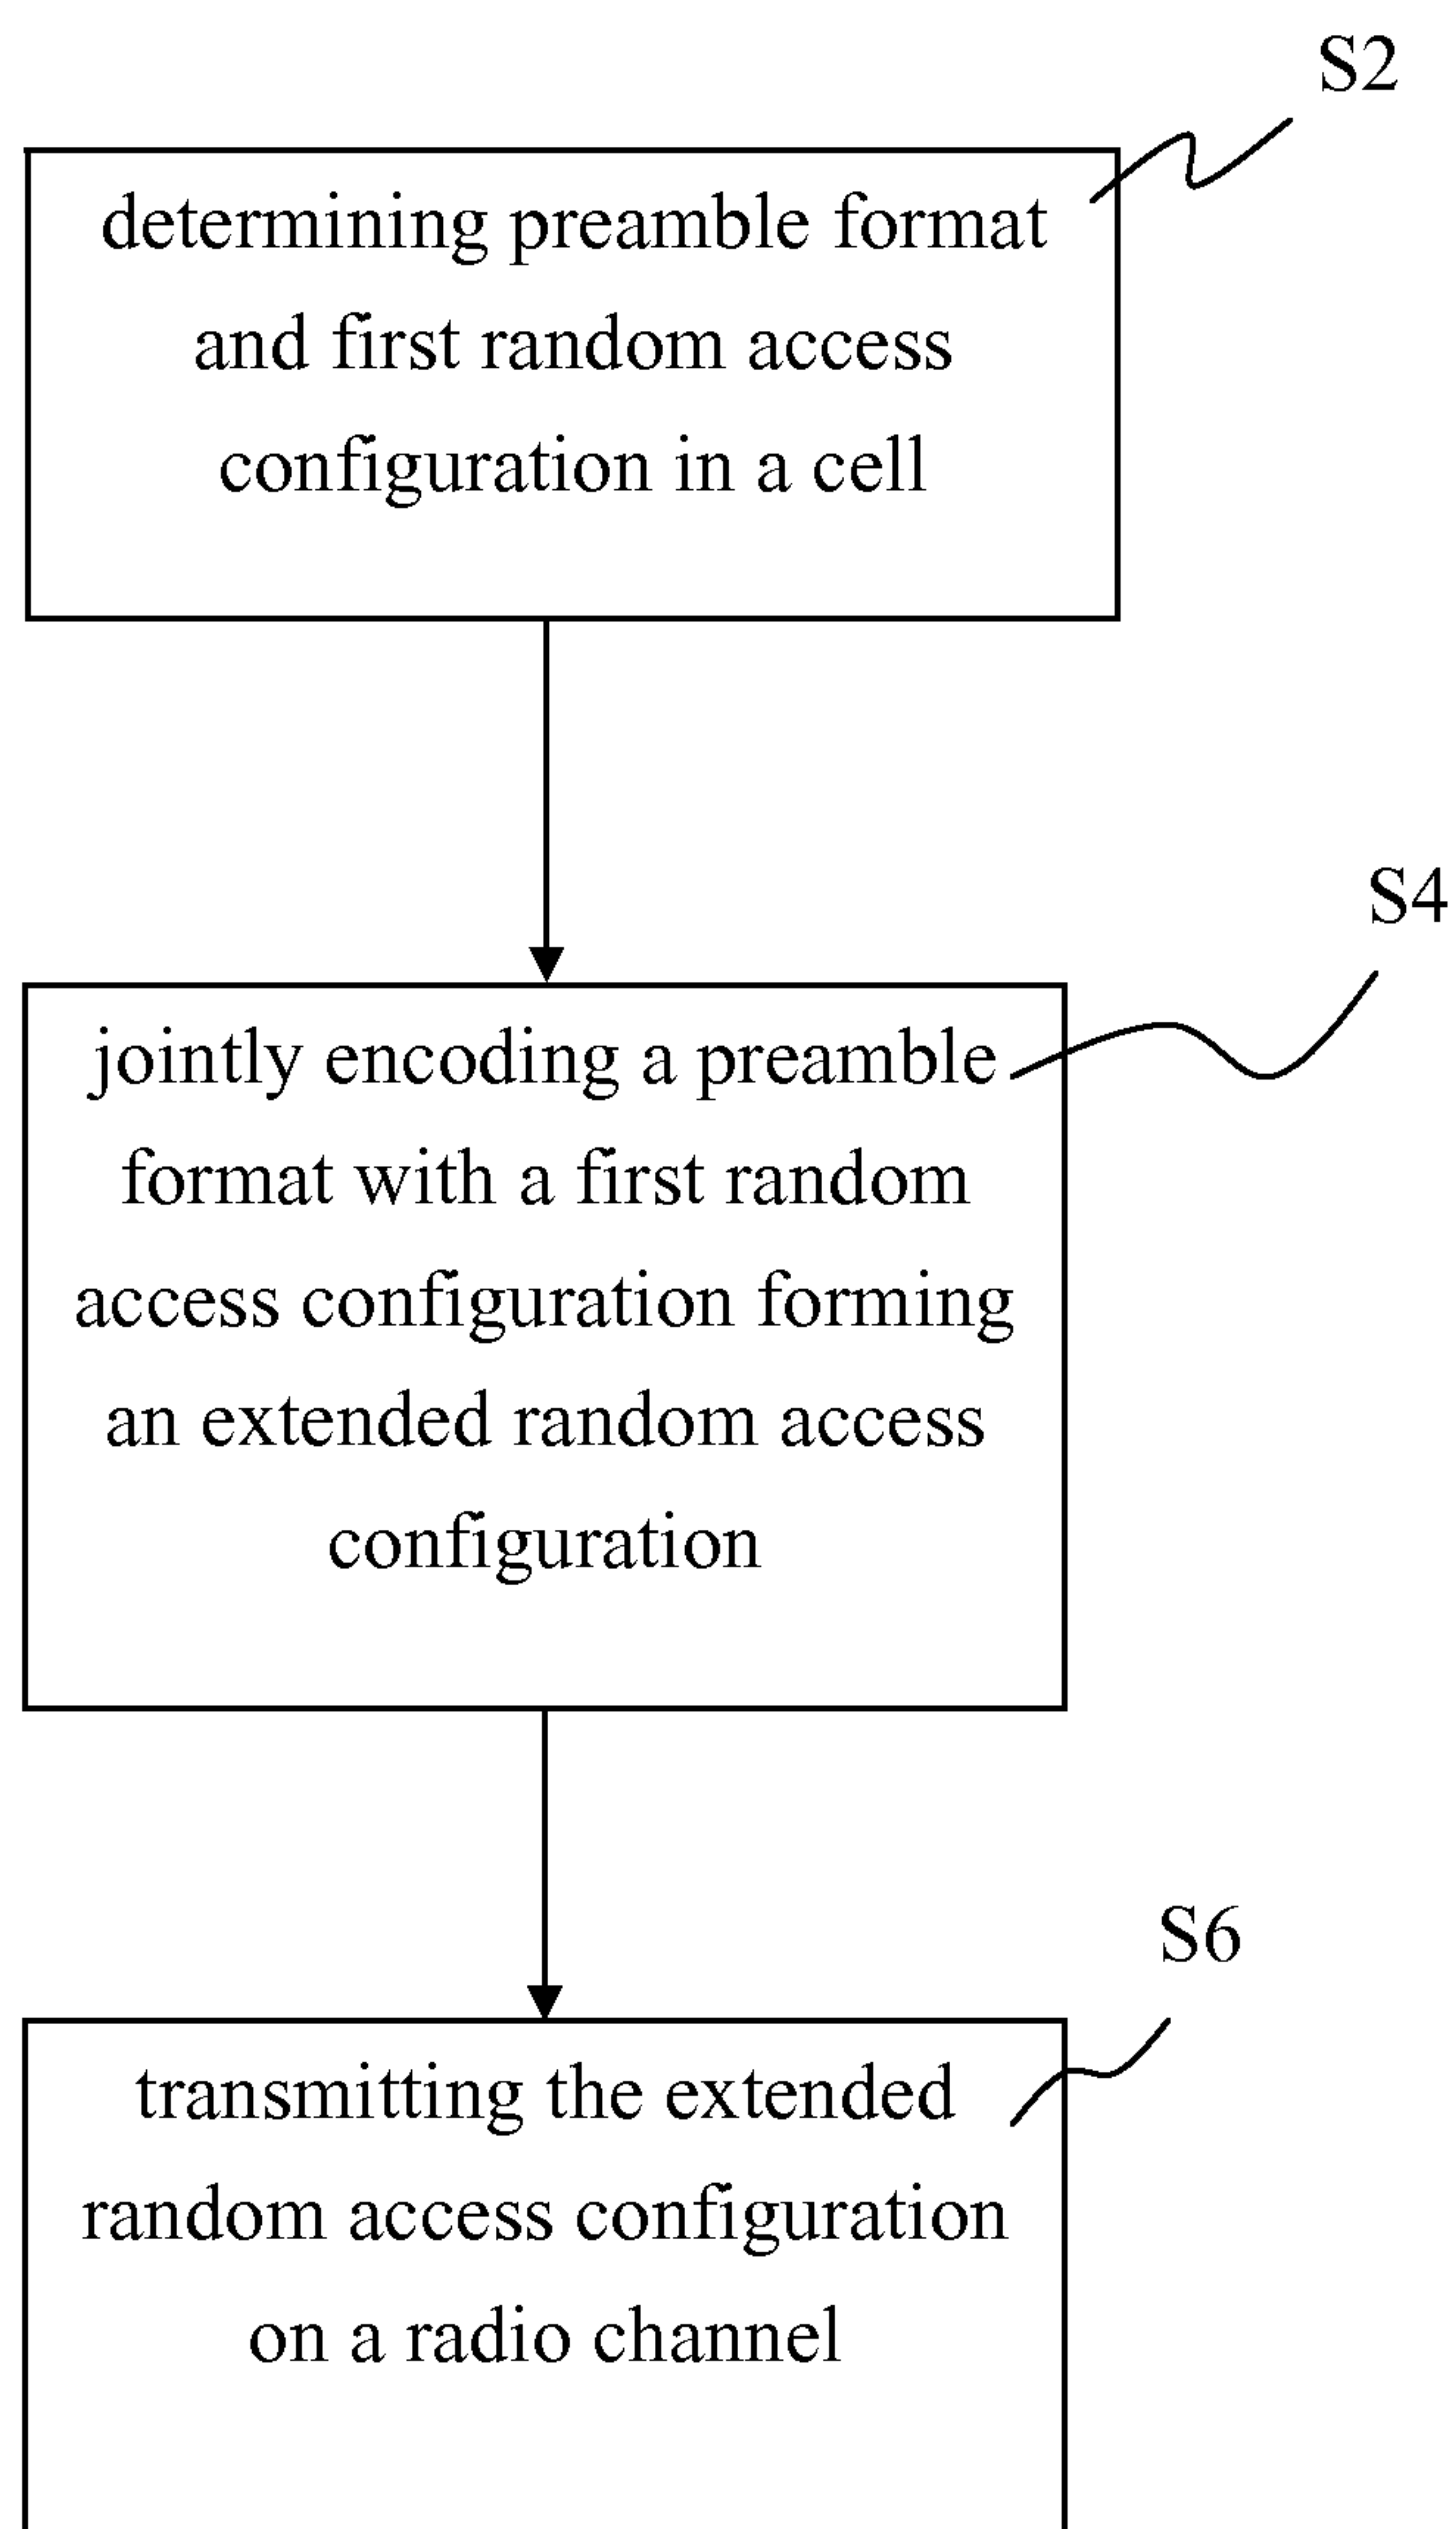 S2
determining preamble format
and first random access
configuration in a cell
S4
jointly encoding a preamble
format with a first random
access configuration forming
an extended random access
configuration
S6
transmitting the extended
random access configuration
on a radio channel